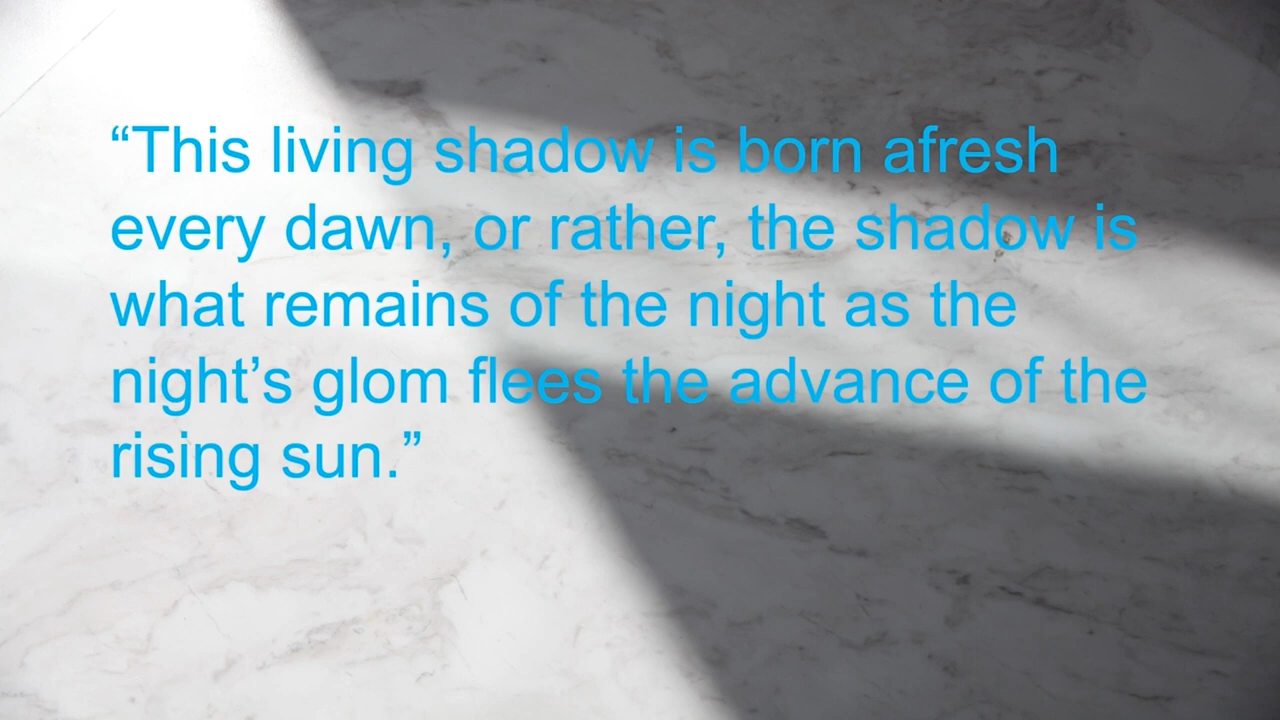 “This living shadow is born afresh
every dawn, or rather, the shadow is
what remains of the night as the
night’s glom flees the advance of the
rising sun.”